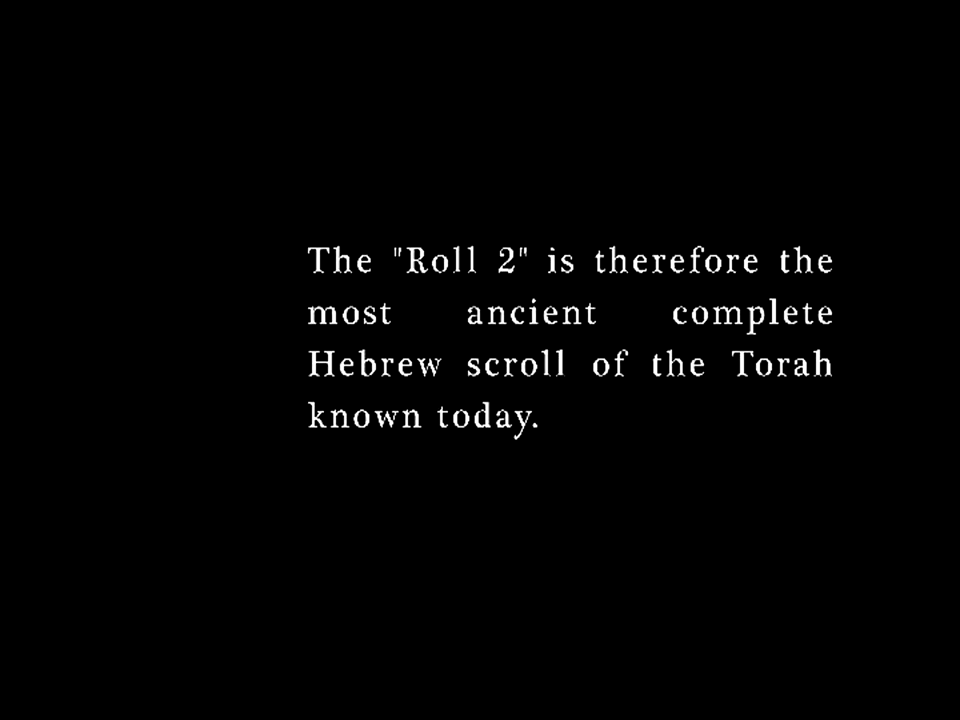 The "Roll 2" is therefore the
most ancient complete
Hebrew scroll of the Torah
known today.